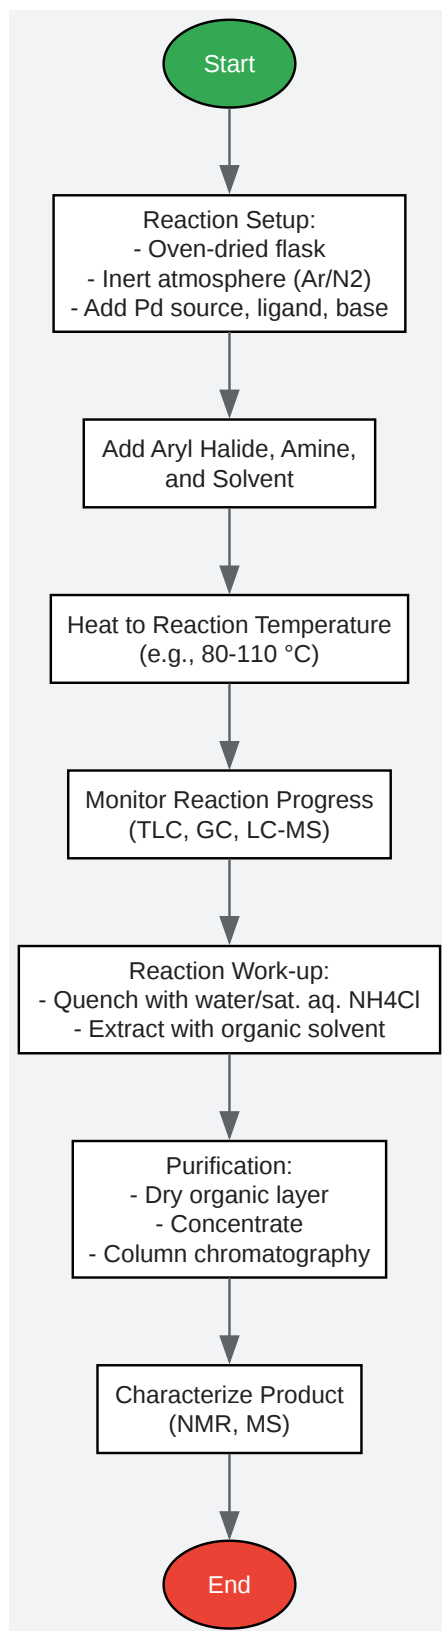 Start
Reaction Setup:
- Oven-dried flask
- Inert atmosphere (Ar/N2)
- Add Pd source, ligand, base
Add Aryl Halide, Amine,
and Solvent
Heat to Reaction Temperature
(e.g., 80-110 °C)
Monitor Reaction Progress
(TLC, GC, LC-MS)
Reaction Work-up:
- Quench with water/sat. aq. NH4Cl
- Extract with organic solvent
Purification:
- Dry organic layer
- Concentrate
- Column chromatography
Characterize Product
(NMR, MS)
End